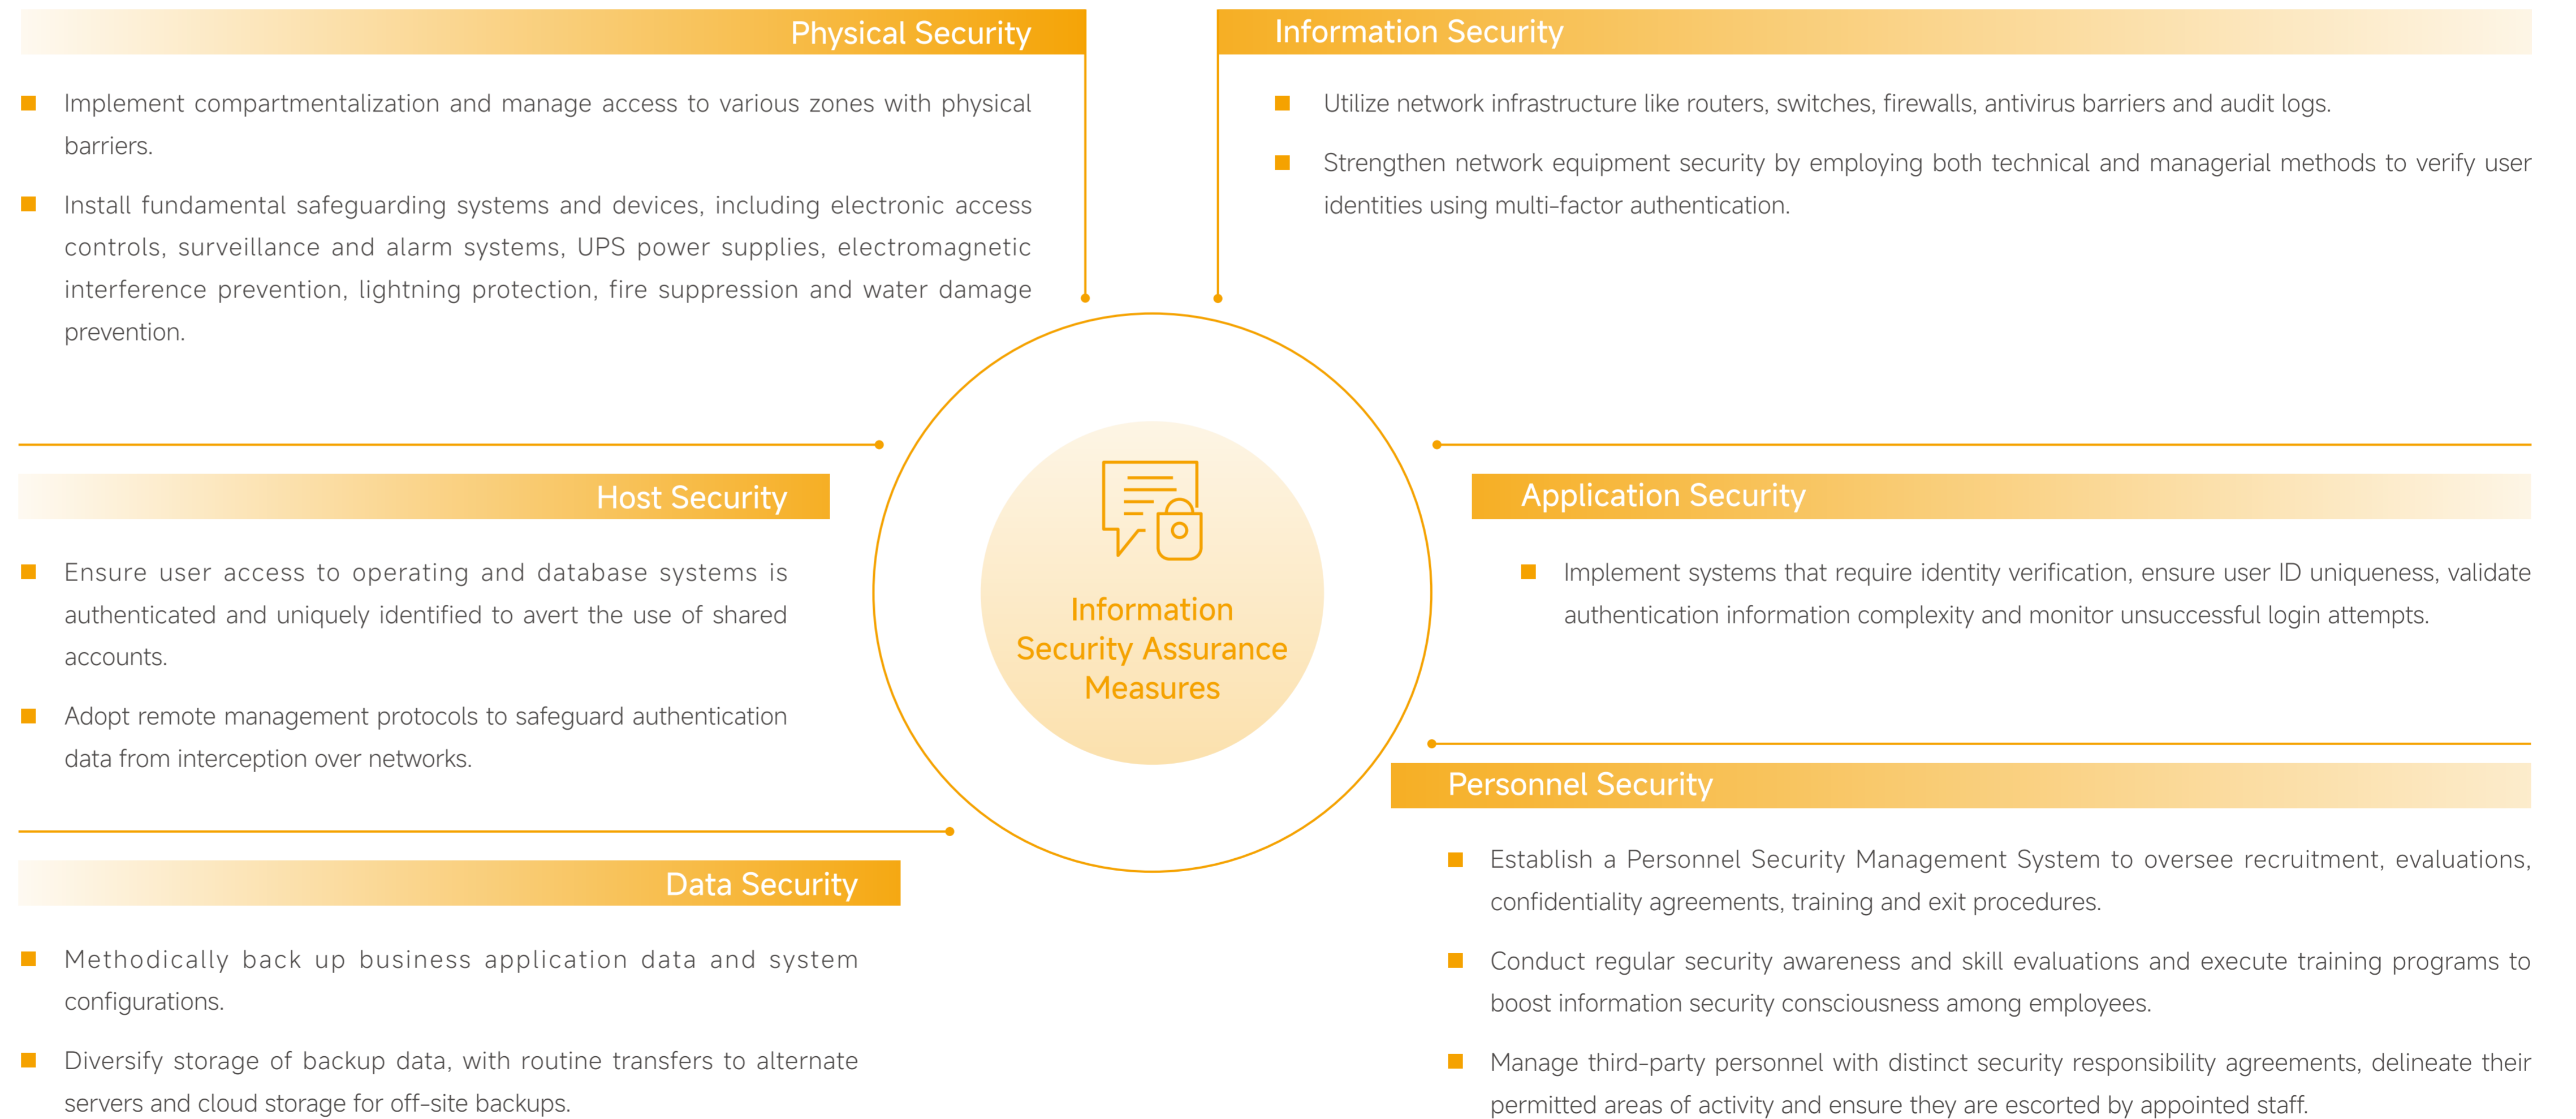 Physical Security
Implement compartmentalization and manage access to various zones with physical
barriers.
Install fundamental safeguarding systems and devices, including electronic access
controls, surveillance and alarm systems, UPS power supplies, electromagnetic
interference prevention, lightning protection, fire suppression and water damage
prevention.
Information Security
Utilize network infrastructure like routers, switches, firewalls, antivirus barriers and audit logs.
Strengthen network equipment security by employing both technical and managerial methods to verify user
identities using multi-factor authentication.
Host Security
Ensure user access to operating and database systems is
authenticated and uniquely identified to avert the use of shared
accounts.
Adopt remote management protocols to safeguard authentication
data from interception over networks.
Information
Security Assurance
Measures
Application Security
Implement systems that require identity verification, ensure user ID uniqueness, validate
authentication information complexity and monitor unsuccessful login attempts.
Data Security
Methodically back up business application data and system
configurations.
Diversify storage of backup data, with routine transfers to alternate
servers and cloud storage for off-site backups.
Personnel Security
Establish a Personnel Security Management System to oversee recruitment, evaluations,
confidentiality agreements, training and exit procedures.
Conduct regular security awareness and skill evaluations and execute training programs to
boost information security consciousness among employees.
Manage third-party personnel with distinct security responsibility agreements, delineate their
permitted areas of activity and ensure they are escorted by appointed staff.